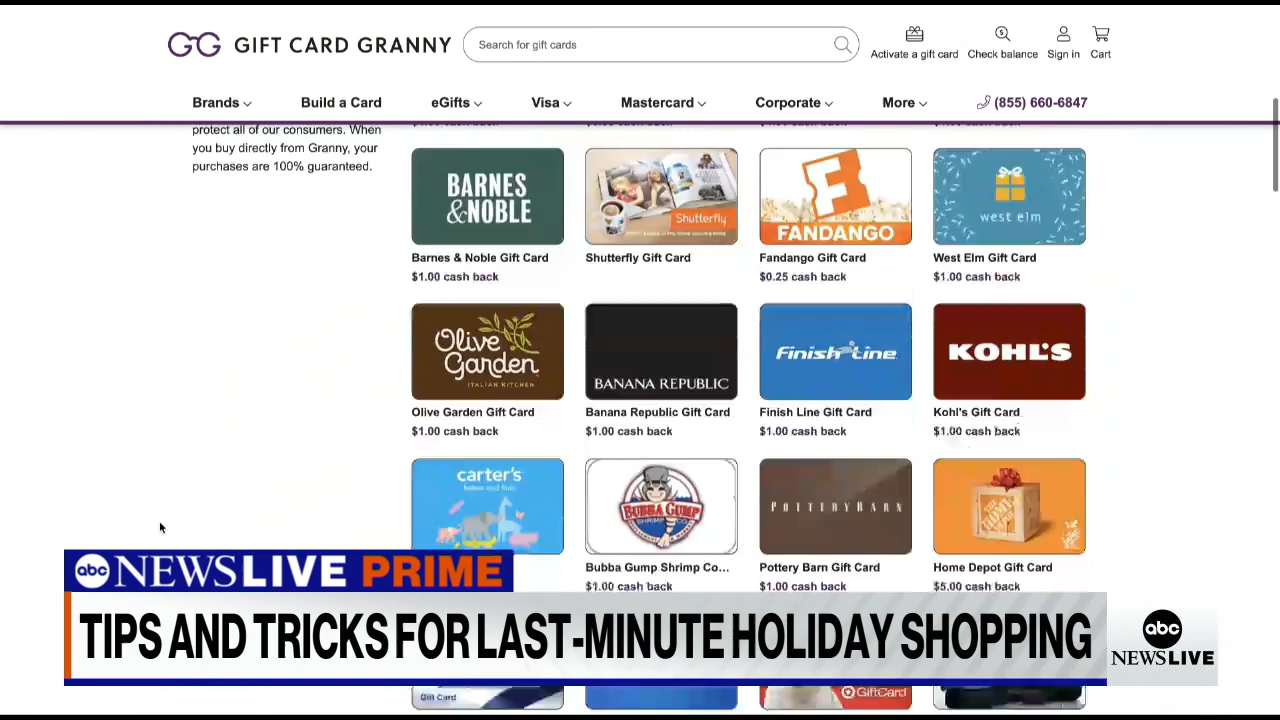 GG GIFT CARD GRANNY
Search for gift cards
Activate a gift card
Check balance
Sign in
Cart
Brands
Build a Card
eGifts
Visa
Mastercard
Corporate
More
(855) 660-6847
protect all of our consumers. When
you buy directly from Granny, your
purchases are 100% guaranteed.
BARNES
&NOBLE
Shutterfly
F
FANDANGO
west elm
Barnes & Noble Gift Card
Shutterfly Gift Card
Fandango Gift Card
West Elm Gift Card
$1.00 cash back
$0.25 cash back
$1.00 cash back
Olive
Garden
ITALIAN KITCHEN
BANANA REPUBLIC
Finish Line
KOHL'S
Olive Garden Gift Card
Banana Republic Gift Card
Finish Line Gift Card
Kohl's Gift Card
$1.00 cash back
$1.00 cash back
$1.00 cash back
$1.00 cash back
carter's
BUBBA GUMP
SHRIMP CO.
POTTERY BARN
Bubba Gump Shrimp Co...
Pottery Barn Gift Card
Home Depot Gift Card
$1.00 cash back
$1.00 cash back
$5.00 cash back
abc NEWS LIVE PRIME
TIPS AND TRICKS FOR LAST-MINUTE HOLIDAY SHOPPING
abc
NEWS LIVE
Gift Card
GiftCard